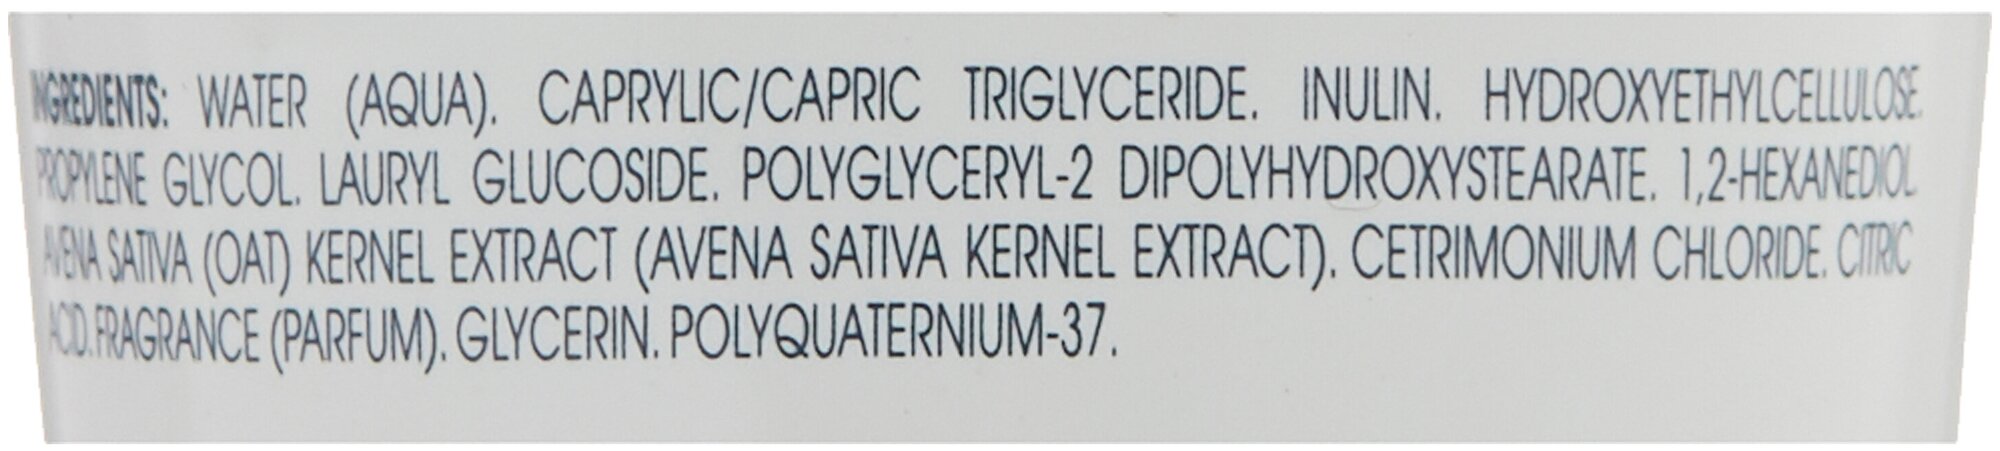 INGREDIENTS: WATER (AQUA). CAPRYLIC/CAPRIC TRIGLYCERIDE. INULIN. HYDROXYETHYLCELLULOSE.
PROPYLENE GLYCOL. LAURYL GLUCOSIDE. POLYGLYCERYL-2 DIPOLYHYDROXYSTEARATE. 1,2-HEXANEDIOL.
AVENA SATIVA (OAT) KERNEL EXTRACT (AVENA SATIVA KERNEL EXTRACT). CETRIMONIUM CHLORIDE. CITRIC
ACID. FRAGRANCE (PARFUM). GLYCERIN. POLYQUATERNIUM-37.